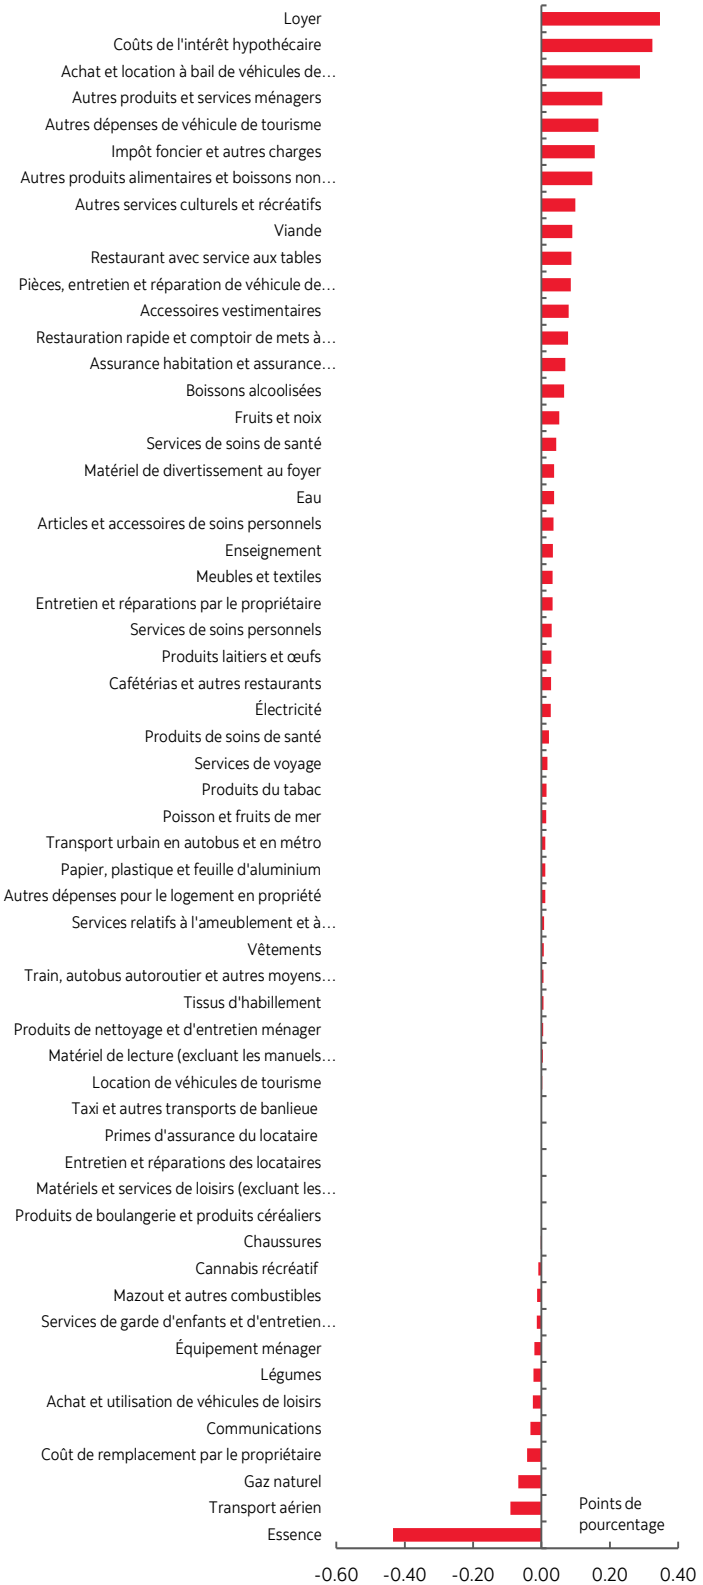 Loyer
Coûts de l'intérêt hypothécaire
Achat et location à bail de véhicules de…
Autres produits et services ménagers
Autres dépenses de véhicule de tourisme
Impôt foncier et autres charges
Autres produits alimentaires et boissons non…
Autres services culturels et récréatifs
Viande
Restaurant avec service aux tables
Pièces, entretien et réparation de véhicule de…
Accessoires vestimentaires
Restauration rapide et comptoir de mets à…
Assurance habitation et assurance…
Boissons alcoolisées
Fruits et noix
Services de soins de santé
Matériel de divertissement au foyer
Eau
Articles et accessoires de soins personnels
Enseignement
Meubles et textiles
Entretien et réparations par le propriétaire
Services de soins personnels
Produits laitiers et œufs
Cafétérias et autres restaurants
Électricité
Produits de soins de santé
Services de voyage
Produits du tabac
Poisson et fruits de mer
Transport urbain en autobus et en métro
Papier, plastique et feuille d'aluminium
Autres dépenses pour le logement en propriété
Services relatifs à l'ameublement et à…
Vêtements
Train, autobus autoroutier et autres moyens…
Tissus d'habillement
Produits de nettoyage et d'entretien ménager
Matériel de lecture (excluant les manuels…
Location de véhicules de tourisme
Taxi et autres transports de banlieue
Primes d'assurance du locataire
Entretien et réparations des locataires
Matériels et services de loisirs (excluant les…
Produits de boulangerie et produits céréaliers
Chaussures
Cannabis récréatif
Mazout et autres combustibles
Services de garde d'enfants et d'entretien…
Équipement ménager
Légumes
Achat et utilisation de véhicules de loisirs
Communications
Coût de remplacement par le propriétaire
Gaz naturel
Transport aérien
Essence
Points de
pourcentage
-0.60 -0.40 -0.20 0.00 0.20 0.40